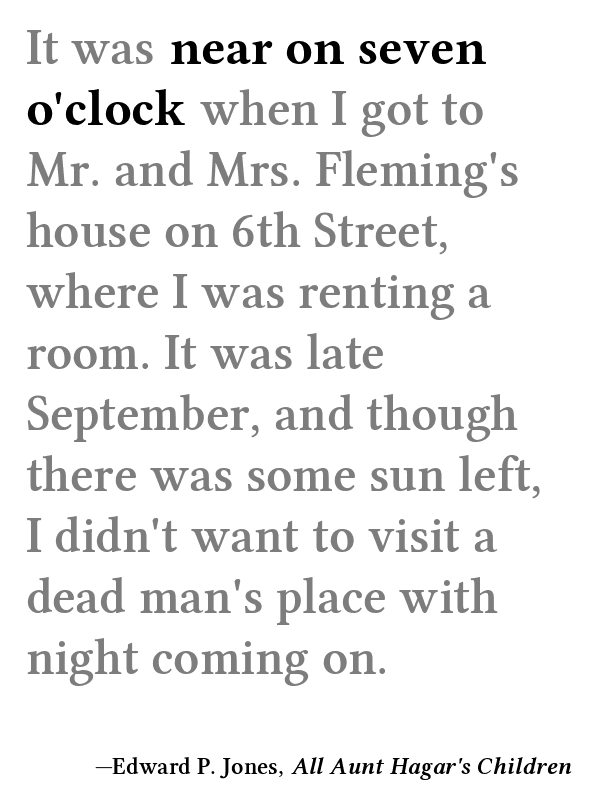 It was near on seven
o'clock when I got to
Mr. and Mrs. Fleming's
house on 6th Street,
where I was renting a
room. It was late
September, and though
there was some sun left,
I didn't want to visit a
dead man's place with
night coming on.
—Edward P. Jones, All Aunt Hagar's Children